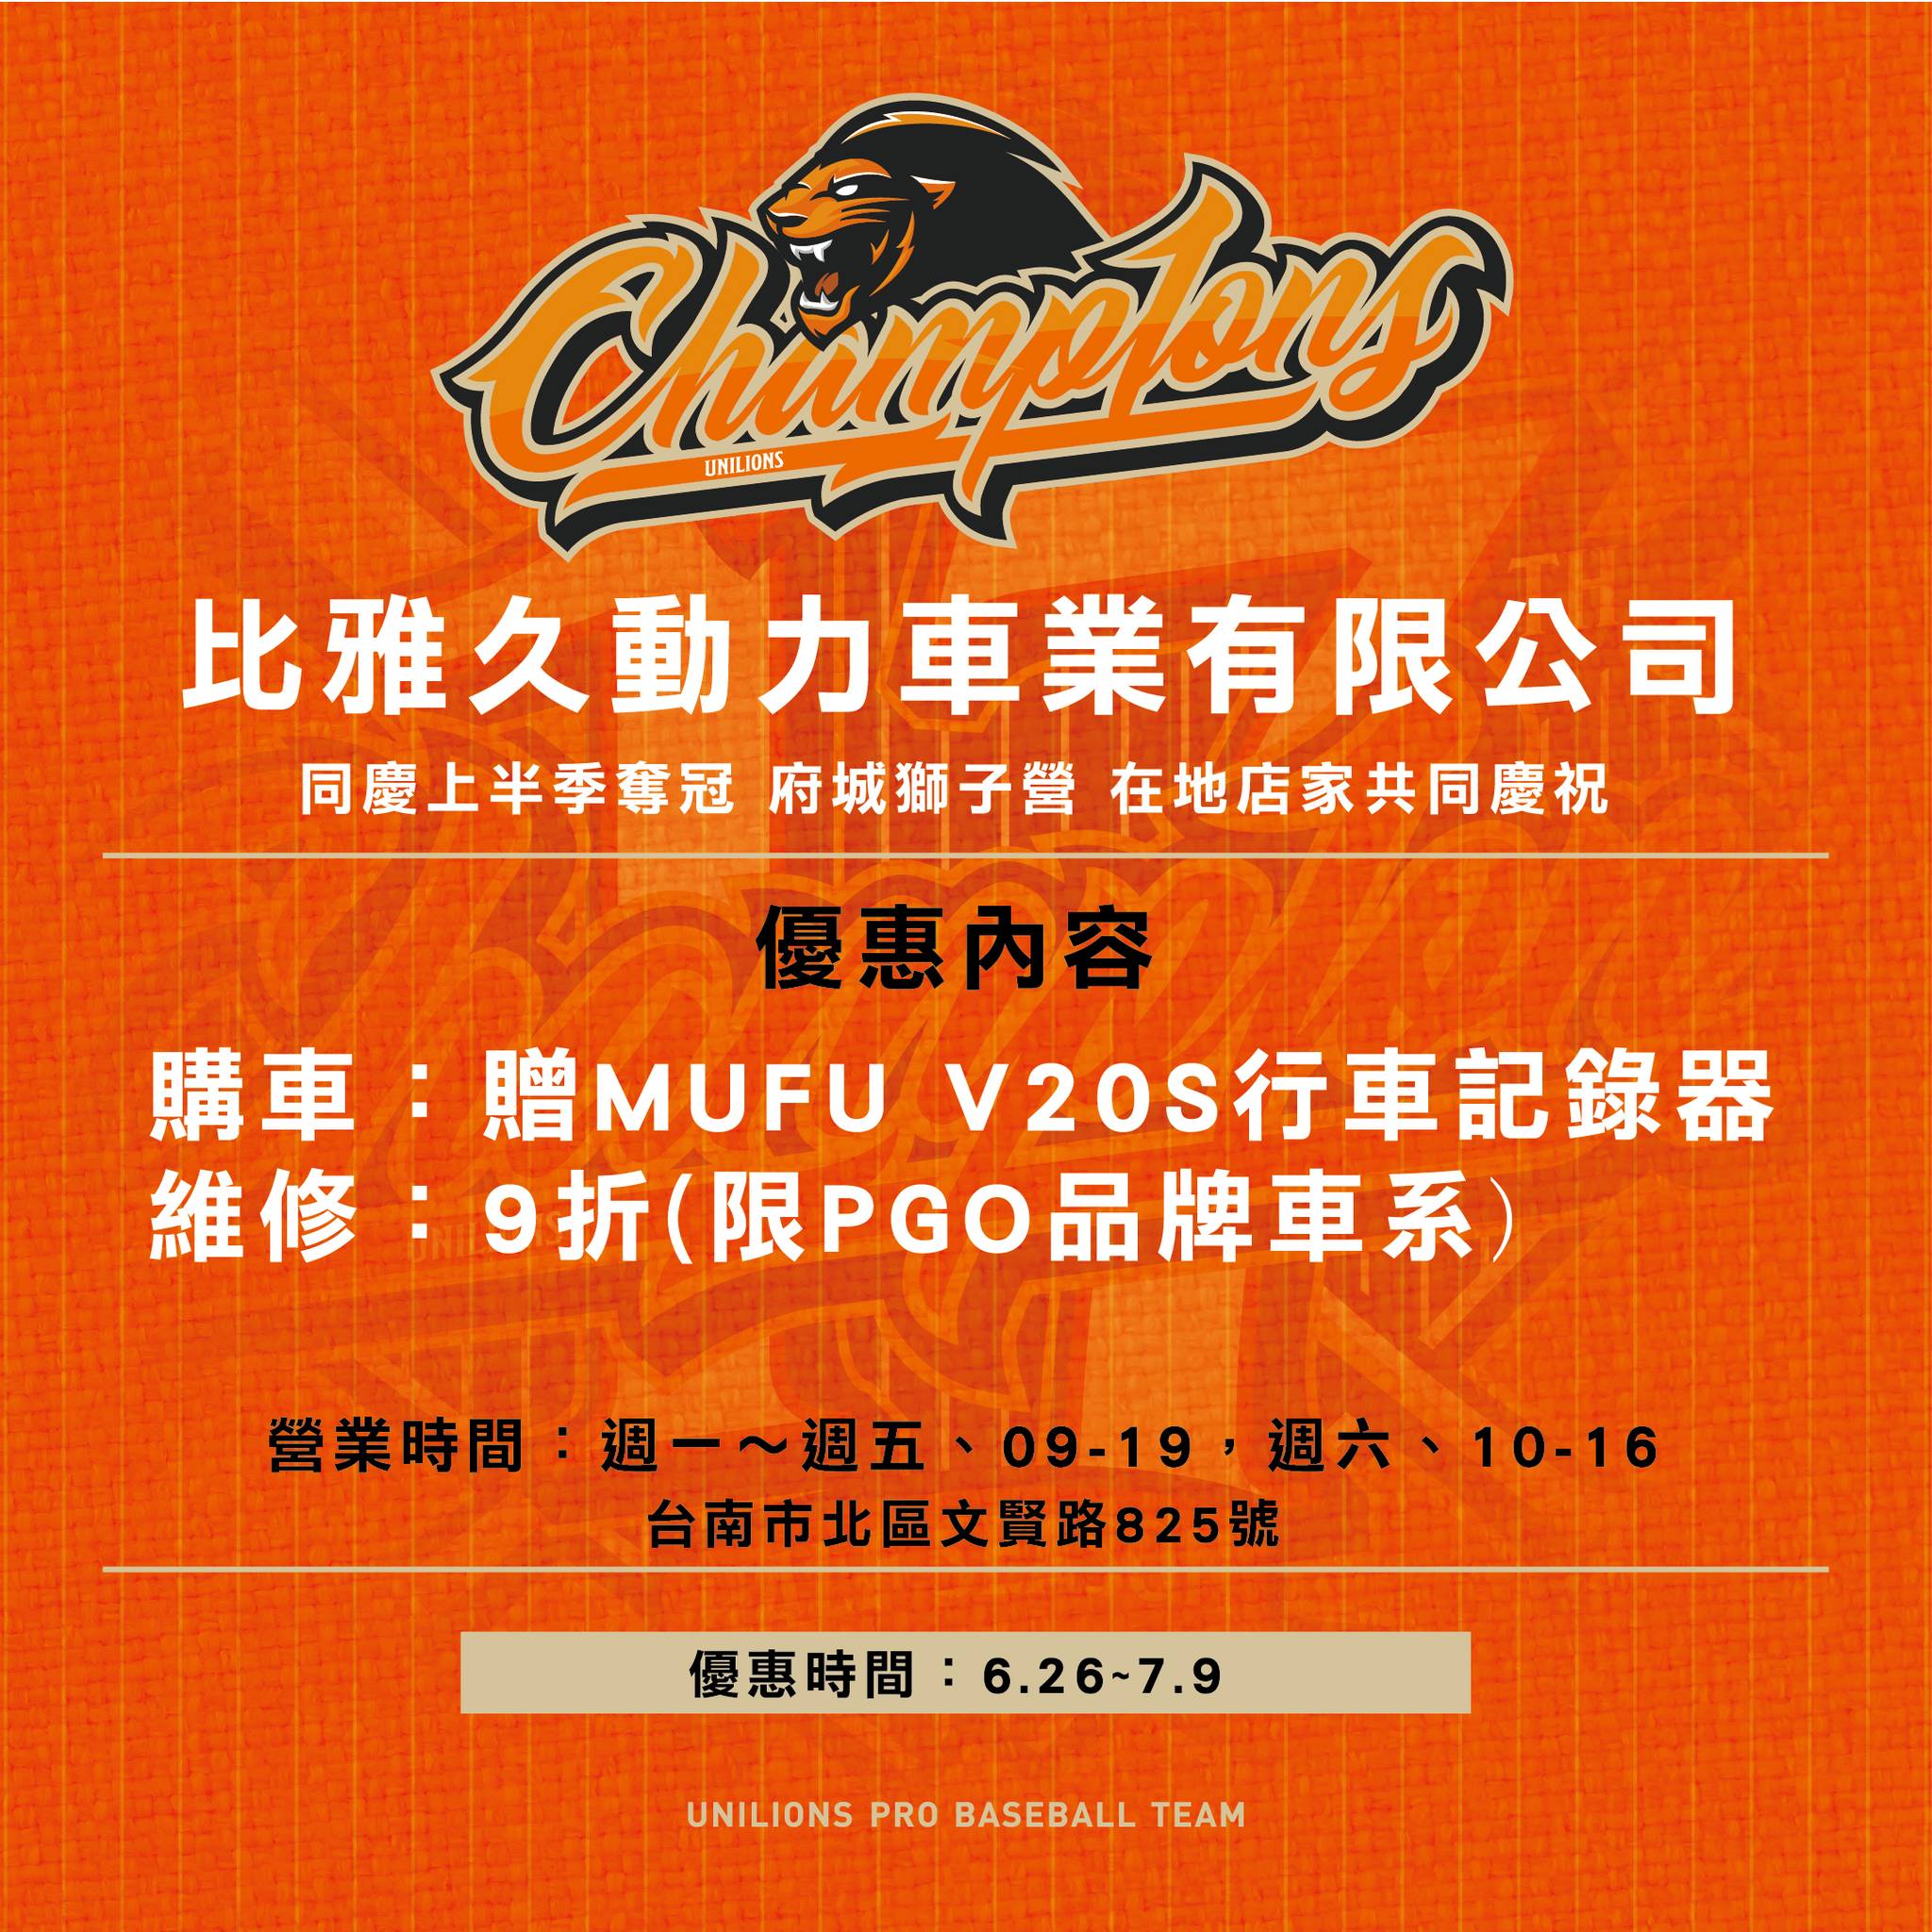 Champ1ons
UNILIONS
比雅久動力車業有限公司
同慶上半季奪冠 府城獅子營 在地店家共同慶祝
優惠內容
購車：贈MUFU V20S行車記錄器
維修：9折(限PGO品牌車系）
營業時間：週一～週五、09-19，週六、10-16
台南市北區文賢路825號
優惠時間：6.26~7.9
UNILIONS PRO BASEBALL TEAM